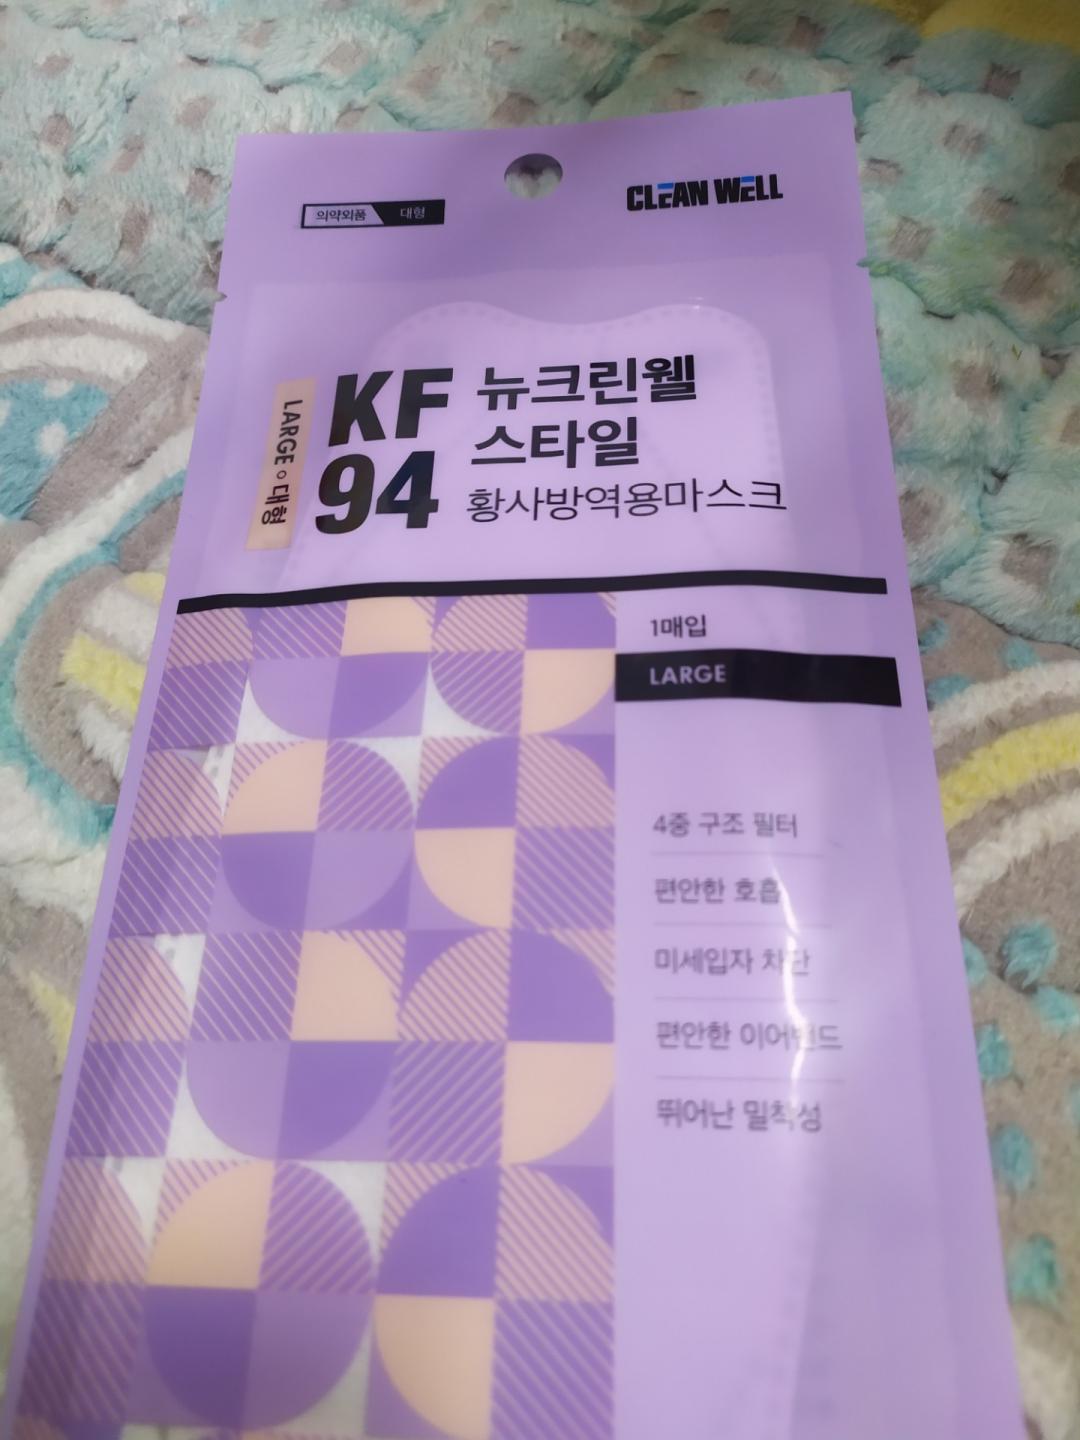 의약외품 대형
CLEAN WELL
LARGE 대형
KF
94
뉴크린웰
스타일
황사방역용마스크
1매입
LARGE
4중 구조 필터
편안한 호흡
미세입자 차단
편안한 이어밴드
뛰어난 밀착성